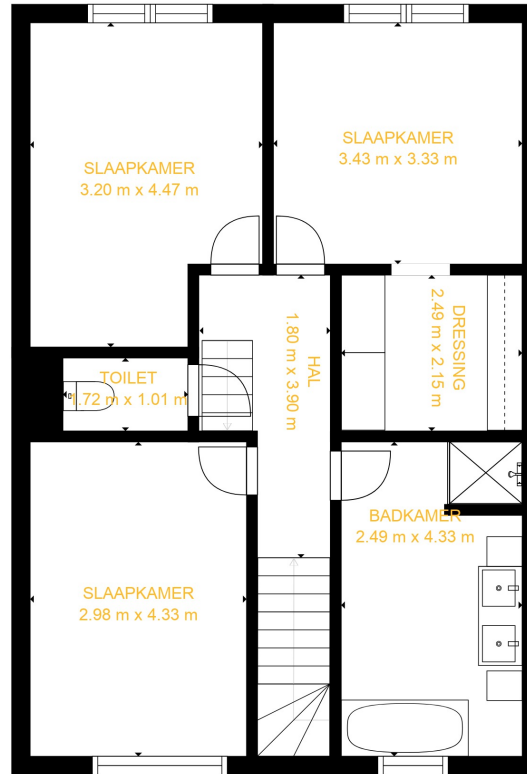 SLAAPKAMER
3.20 m x 4.47 m
SLAAPKAMER
3.43 m x 3.33 m
HAL
1.80 m x 3.90 m
DRESSING
2.49 m x 2.15 m
TOILET
1.72 m x 1.01 m
SLAAPKAMER
2.98 m x 4.33 m
BADKAMER
2.49 m x 4.33 m